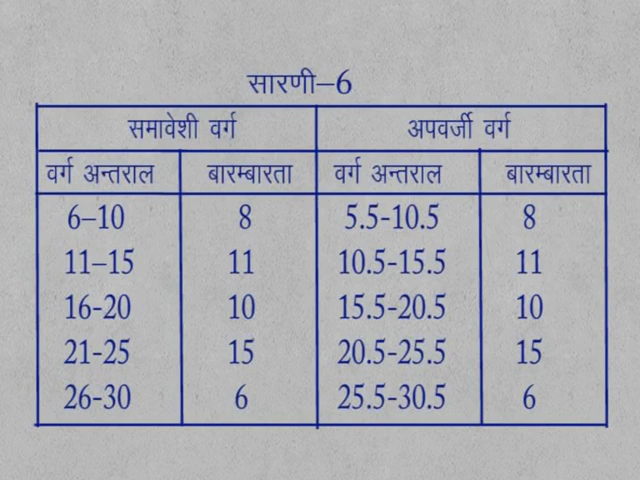 सारणी–6
समावेशी वर्ग अपवर्जी वर्ग
वर्ग अन्तराल बारम्बारता वर्ग अन्तराल बारम्बारता
6–10 8 5.5-10.5 8
11–15 11 10.5-15.5 11
16-20 10 15.5-20.5 10
21-25 15 20.5-25.5 15
26-30 6 25.5-30.5 6